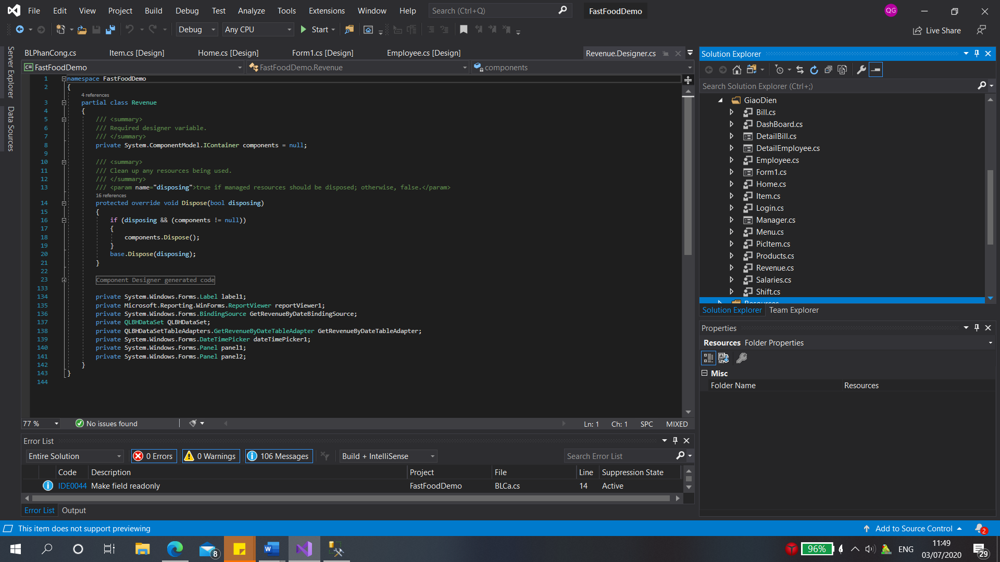 File Edit View Project Build Debug Test Analyze Tools Extensions Window Help Search (Ctrl+Q) FastFoodDemo QG
Debug Any CPU Start Live Share
Server Explorer
Data Sources
BLPhanCong.cs Item.cs [Design] Home.cs [Design] Form1.cs [Design] Employee.cs [Design] Revenue.Designer.cs
C# FastFoodDemo FastFoodDemo.Revenue components
1 namespace FastFoodDemo
2 {
4 references
3 partial class Revenue
4 {
5 /// <summary>
6 /// Required designer variable.
7 /// </summary>
8 private System.ComponentModel.IContainer components = null;
9
10 /// <summary>
11 /// Clean up any resources being used.
12 /// </summary>
13 /// <param name="disposing">true if managed resources should be disposed; otherwise, false.</param>
16 references
14 protected override void Dispose(bool disposing)
15 {
16 if (disposing && (components != null))
17 {
18 components.Dispose();
19 }
20 base.Dispose(disposing);
21 }
22
23 Component Designer generated code
133
134 private System.Windows.Forms.Label label1;
135 private Microsoft.Reporting.WinForms.ReportViewer reportViewer1;
136 private System.Windows.Forms.BindingSource GetRevenueByDateBindingSource;
137 private QLBHDataSet QLBHDataSet;
138 private QLBHDataSetTableAdapters.GetRevenueByDateTableAdapter GetRevenueByDateTableAdapter;
139 private System.Windows.Forms.DateTimePicker dateTimePicker1;
140 private System.Windows.Forms.Panel panel1;
141 private System.Windows.Forms.Panel panel2;
142 }
143 }
144
77 % No issues found Ln: 1 Ch: 1 SPC MIXED
Error List
Entire Solution 0 Errors 0 Warnings 106 Messages Build + IntelliSense Search Error List
Code Description Project File Line Suppression State
IDE0044 Make field readonly FastFoodDemo BLCa.cs 14 Active
Error List Output
Solution Explorer
Search Solution Explorer (Ctrl+;)
GiaoDien
Bill.cs
DashBoard.cs
DetailBill.cs
DetailEmployee.cs
Employee.cs
Form1.cs
Home.cs
Item.cs
Login.cs
Manager.cs
Menu.cs
PicItem.cs
Products.cs
Revenue.cs
Salaries.cs
Shift.cs
Resources
Solution Explorer Team Explorer
Properties
Resources Folder Properties
Misc
Folder Name Resources
This item does not support previewing Add to Source Control 2
8 96% ENG 11:49
03/07/2020 29